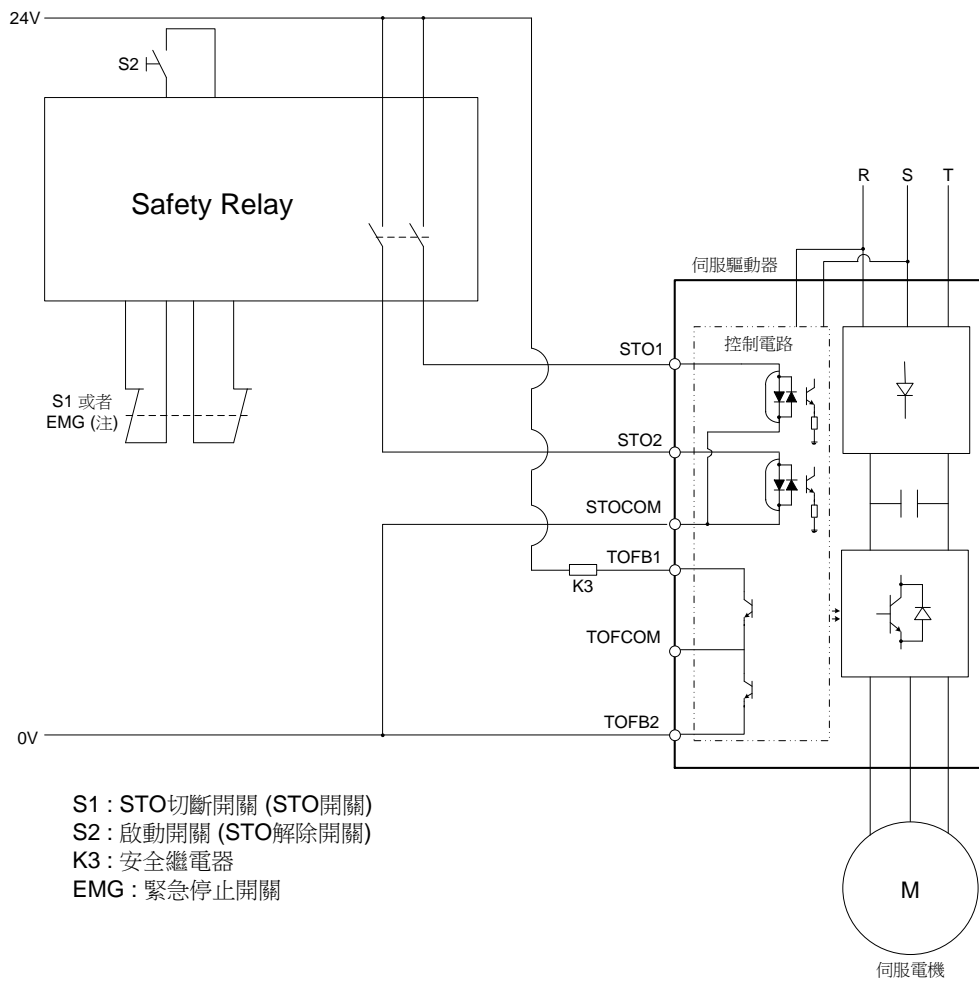 24V
S2
Safety Relay
R S T
伺服驅動器
控制電路
STO1
S1 或者
EMG (注)
STO2
STOCOM
TOFB1
K3
TOFCOM
TOFB2
0V
S1 : STO切斷開關 (STO開關)
S2 : 啟動開關 (STO解除開關)
K3 : 安全繼電器
EMG : 緊急停止開關
M
伺服電機